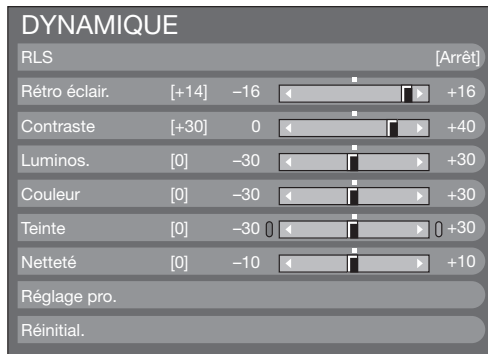 DYNAMIQUE
RLS [Arrêt]
Rétro éclair. [+14] –16 +16
Contraste [+30] 0 +40
Luminos. [0] –30 +30
Couleur [0] –30 +30
Teinte [0] –30 +30
Netteté [0] –10 +10
Réglage pro.
Réinitial.